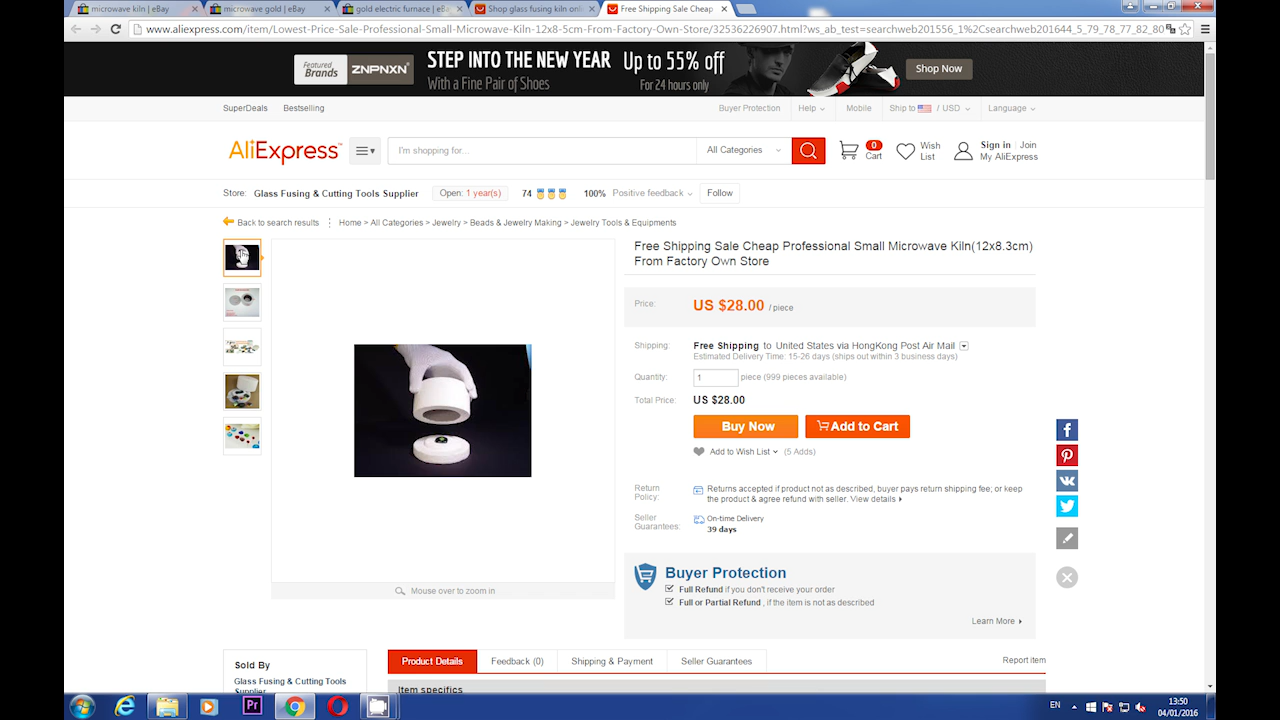 microwave kiln | eBay
microwave gold | eBay
gold electric furnace | eBay
Shop glass fusing kiln onli
Free Shipping Sale Cheap
www.aliexpress.com/item/Lowest-Price-Sale-Professional-Small-Microwave-Kiln-12x8-5cm-From-Factory-Own-Store/32536226907.html?ws_ab_test=searchweb201556_1%2Csearchweb201644_5_79_78_77_82_80
Featured Brands
ZNPNXN
STEP INTO THE NEW YEAR
With a Fine Pair of Shoes
Up to 55% off
For 24 hours only
Shop Now
SuperDeals
Bestselling
Buyer Protection
Help
Mobile
Ship to / USD
Language
AliExpress
I'm shopping for...
All Categories
0
Cart
Wish
List
Sign in | Join
My AliExpress
Store: Glass Fusing & Cutting Tools Supplier
Open: 1 year(s)
74
100% Positive feedback
Follow
Back to search results
Home > All Categories > Jewelry > Beads & Jewelry Making > Jewelry Tools & Equipments
Free Shipping Sale Cheap Professional Small Microwave Kiln(12x8.3cm)
From Factory Own Store
Price: US $28.00 / piece
Shipping: Free Shipping to United States via HongKong Post Air Mail
Estimated Delivery Time: 15-26 days (ships out within 3 business days)
Quantity: 1 piece (999 pieces available)
Total Price: US $28.00
Buy Now
Add to Cart
Add to Wish List (5 Adds)
Return Policy:
Returns accepted if product not as described, buyer pays return shipping fee; or keep
the product & agree refund with seller. View details
Seller Guarantees:
On-time Delivery
39 days
Buyer Protection
Full Refund if you don't receive your order
Full or Partial Refund , if the item is not as described
Learn More
Mouse over to zoom in
Sold By
Glass Fusing & Cutting Tools
Supplier
Product Details
Feedback (0)
Shipping & Payment
Seller Guarantees
Report item
Item specifics
Pr
EN
13:50
04/01/2016